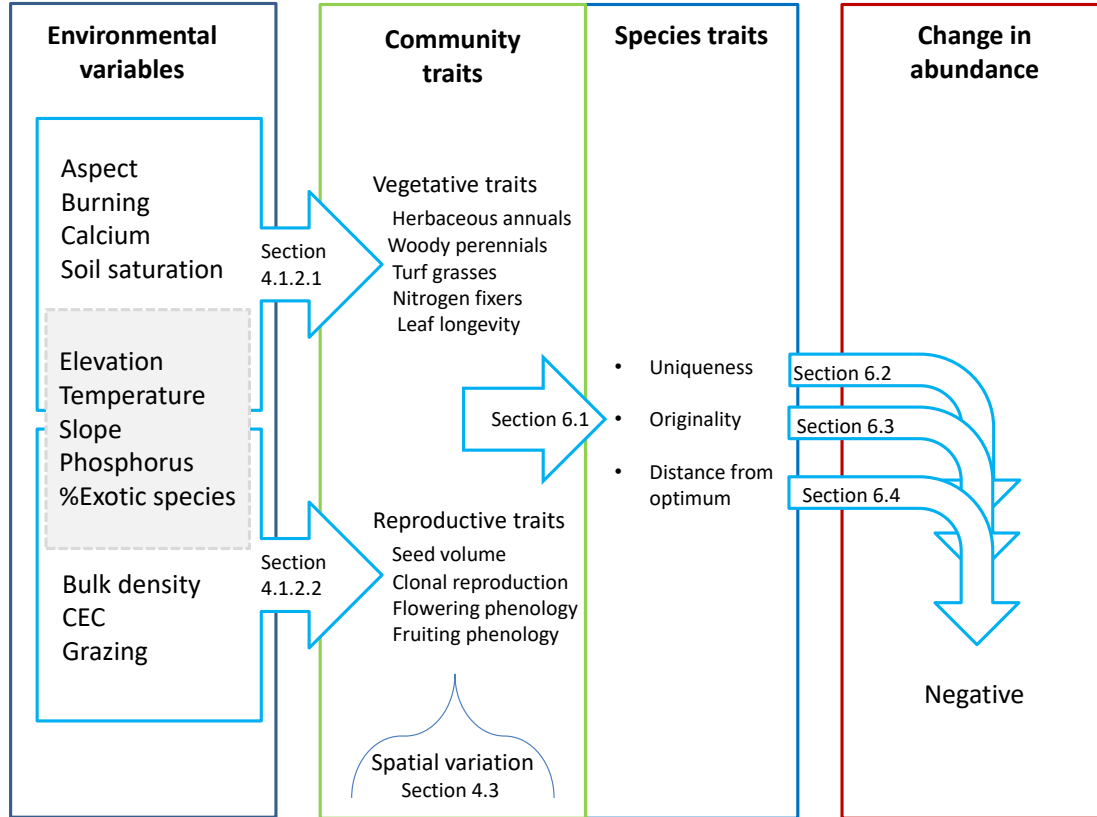 Environmental
variables
Community
traits
Species traits
Change in
abundance
Aspect
Burning
Calcium
Soil saturation
Elevation
Temperature
Slope
Phosphorus
%Exotic species
Bulk density
CEC
Grazing
Section
4.1.2.1
Section
4.1.2.2
Vegetative traits
Herbaceous annuals
Woody perennials
Turf grasses
Nitrogen fixers
Leaf longevity
Section 6.1
Reproductive traits
Seed volume
Clonal reproduction
Flowering phenology
Fruiting phenology
Spatial variation
Section 4.3
• Uniqueness
• Originality
• Distance from
optimum
Section 6.2
Section 6.3
Section 6.4
Negative